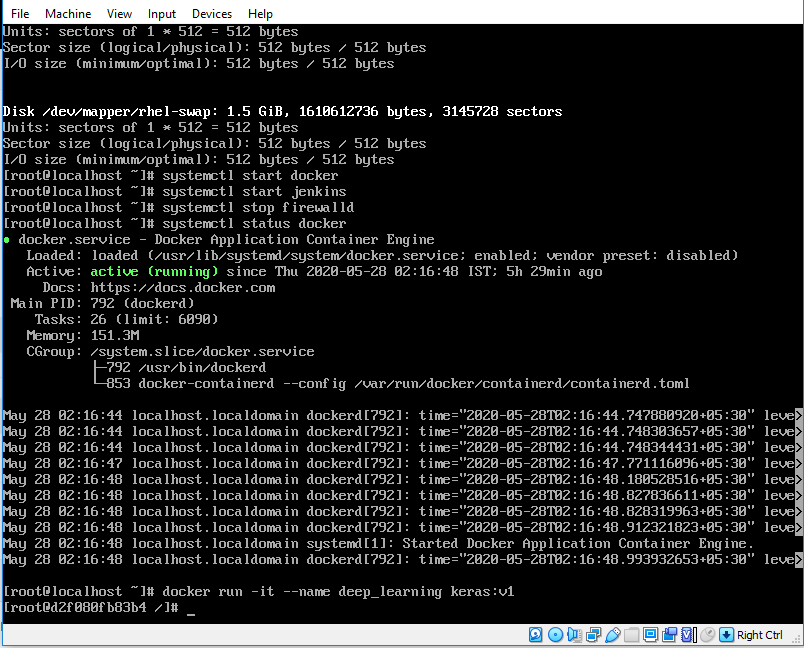 File Machine View Input Devices Help
Units: sectors of 1 * 512 = 512 bytes
Sector size (logical/physical): 512 bytes / 512 bytes
I/O size (minimum/optimal): 512 bytes / 512 bytes
Disk /dev/mapper/rhel-swap: 1.5 GiB, 1610612736 bytes, 3145728 sectors
Units: sectors of 1 * 512 = 512 bytes
Sector size (logical/physical): 512 bytes / 512 bytes
I/O size (minimum/optimal): 512 bytes / 512 bytes
[root@localhost ~]# systemctl start docker
[root@localhost ~]# systemctl start jenkins
[root@localhost ~]# systemctl stop firewalld
[root@localhost ~]# systemctl status docker
● docker.service - Docker Application Container Engine
   Loaded: loaded (/usr/lib/systemd/system/docker.service; enabled; vendor preset: disabled)
   Active: active (running) since Thu 2020-05-28 02:16:48 IST; 5h 29min ago
     Docs: https://docs.docker.com
 Main PID: 792 (dockerd)
    Tasks: 26 (limit: 6090)
   Memory: 151.3M
   CGroup: /system.slice/docker.service
           ├─792 /usr/bin/dockerd
           └─853 docker-containerd --config /var/run/docker/containerd/containerd.toml
May 28 02:16:44 localhost.localdomain dockerd[792]: time="2020-05-28T02:16:44.747880920+05:30" leve>
May 28 02:16:44 localhost.localdomain dockerd[792]: time="2020-05-28T02:16:44.748303657+05:30" leve>
May 28 02:16:44 localhost.localdomain dockerd[792]: time="2020-05-28T02:16:44.748344431+05:30" leve>
May 28 02:16:47 localhost.localdomain dockerd[792]: time="2020-05-28T02:16:47.771116096+05:30" leve>
May 28 02:16:48 localhost.localdomain dockerd[792]: time="2020-05-28T02:16:48.180528516+05:30" leve>
May 28 02:16:48 localhost.localdomain dockerd[792]: time="2020-05-28T02:16:48.827836611+05:30" leve>
May 28 02:16:48 localhost.localdomain dockerd[792]: time="2020-05-28T02:16:48.828319963+05:30" leve>
May 28 02:16:48 localhost.localdomain dockerd[792]: time="2020-05-28T02:16:48.912321823+05:30" leve>
May 28 02:16:48 localhost.localdomain systemd[1]: Started Docker Application Container Engine.
May 28 02:16:48 localhost.localdomain dockerd[792]: time="2020-05-28T02:16:48.993932653+05:30" leve>
[root@localhost ~]# docker run -it --name deep_learning keras:v1
[root@d2f080fb83b4 /]# _
Right Ctrl